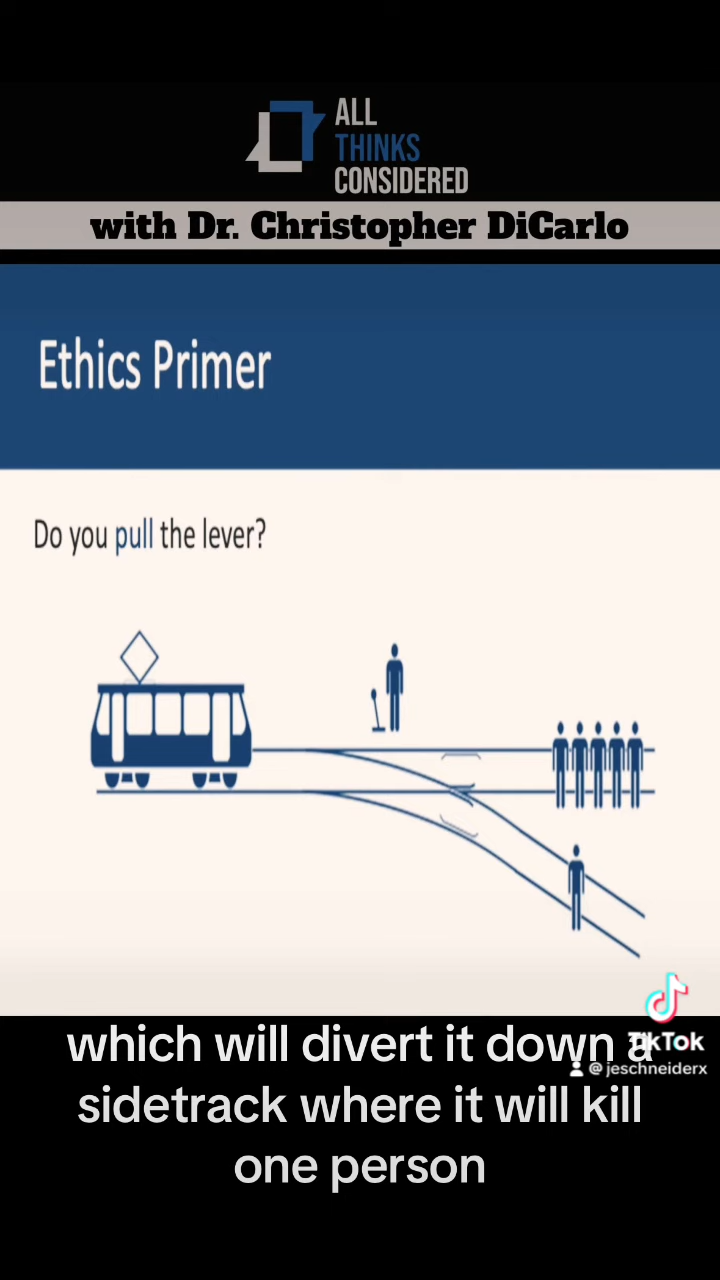 ALL
THINKS
CONSIDERED
with Dr. Christopher DiCarlo
Ethics Primer
Do you pull the lever?
which will divert it down a
TikTok
@jeschneiderx
sidetrack where it will kill
one person